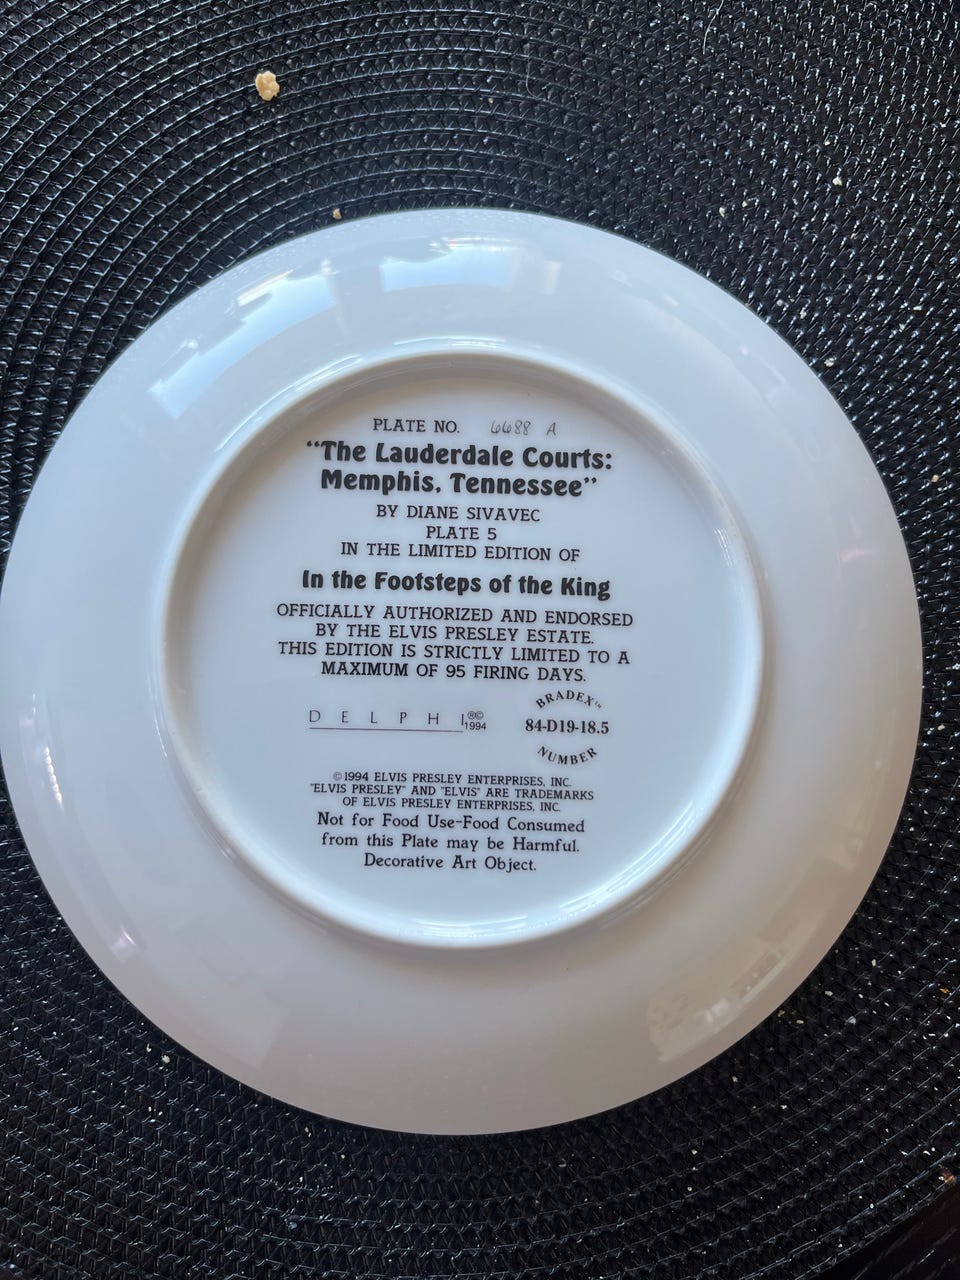 PLATE NO. 6688 A
"The Lauderdale Courts:
Memphis, Tennessee"
BY DIANE SIVAVEC
PLATE 5
IN THE LIMITED EDITION OF
In the Footsteps of the King
OFFICIALLY AUTHORIZED AND ENDORSED
BY THE ELVIS PRESLEY ESTATE.
THIS EDITION IS STRICTLY LIMITED TO A
MAXIMUM OF 95 FIRING DAYS.
DELPHI ®© 1994
BRADEX™
84-D19-18.5
NUMBER
©1994 ELVIS PRESLEY ENTERPRISES, INC.
"ELVIS PRESLEY" AND "ELVIS" ARE TRADEMARKS
OF ELVIS PRESLEY ENTERPRISES, INC.
Not for Food Use-Food Consumed
from this Plate may be Harmful.
Decorative Art Object.